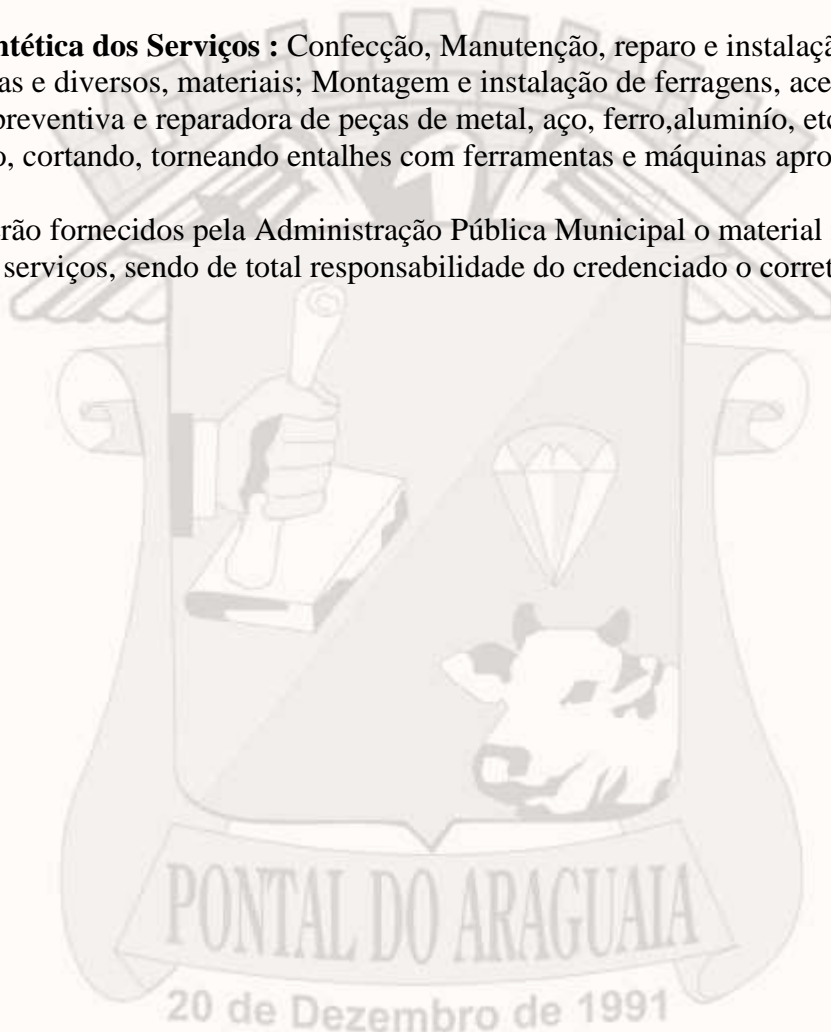 ntética dos Serviços : Confecção, Manutenção, reparo e instalaçã
as e diversos, materiais; Montagem e instalação de ferragens, ace
preventiva e reparadora de peças de metal, aço, ferro,aluminío, etc
o, cortando, torneando entalhes com ferramentas e máquinas apro
rão fornecidos pela Administração Pública Municipal o material
serviços, sendo de total responsabilidade do credenciado o corret
PONTAL DO ARAGUAIA
20 de Dezembro de 1991